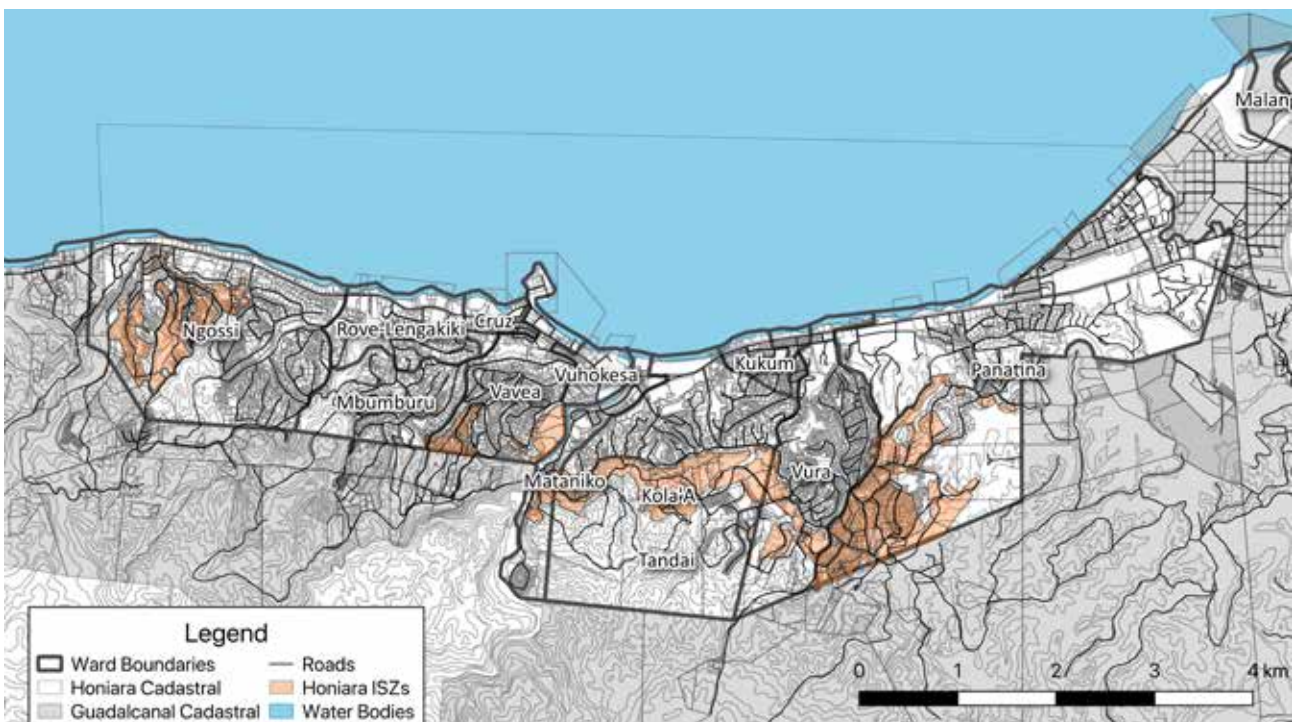 Malang
Ngossi
Rove-Lengakiki
Cruz
Mbumburu
Vavea
Vuhokesa
Kukum
Panatina
Vura
Mataniko
Kola'A
Tandai
Legend
Ward Boundaries
Roads
Honiara Cadastral
Honiara ISZs
Guadalcanal Cadastral
Water Bodies
0 1 2 3 4 km